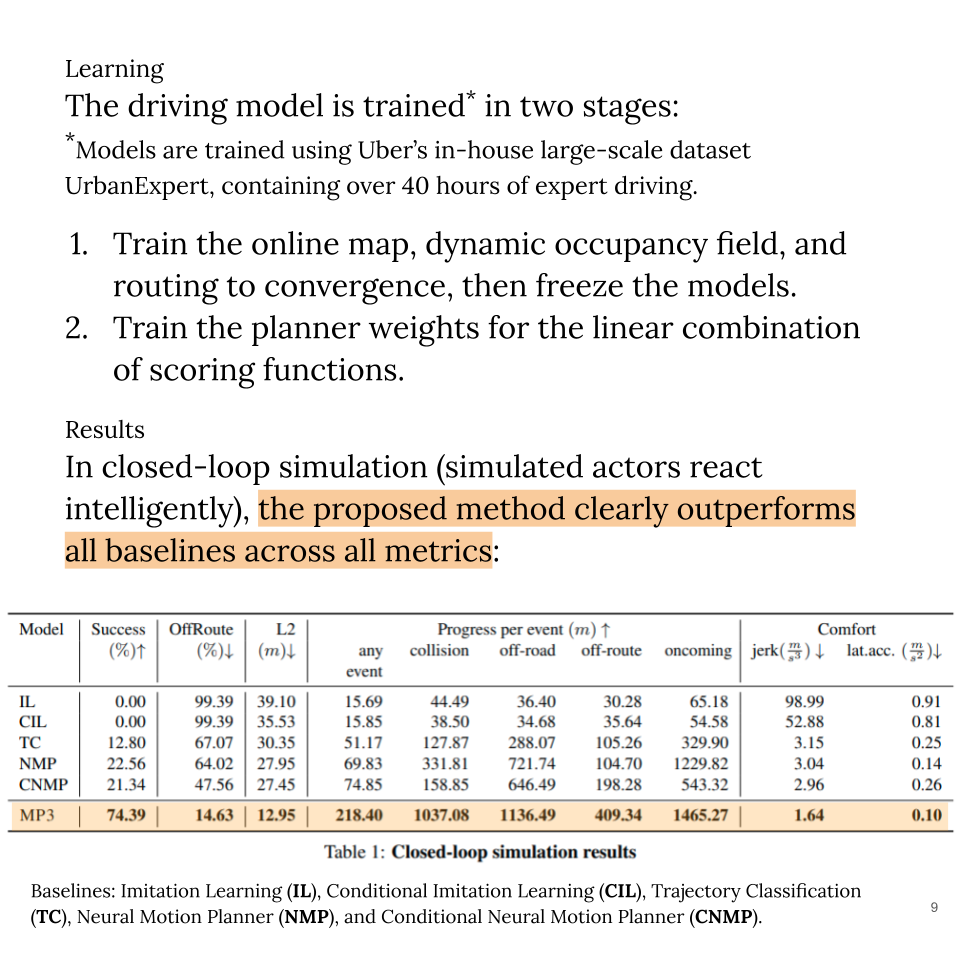 Learning
The driving model is trained* in two stages:
*Models are trained using Uber's in-house large-scale dataset
UrbanExpert, containing over 40 hours of expert driving.
1. Train the online map, dynamic occupancy field, and
routing to convergence, then freeze the models.
2. Train the planner weights for the linear combination
of scoring functions.
Results
In closed-loop simulation (simulated actors react
intelligently), the proposed method clearly outperforms
all baselines across all metrics:
Model Success OffRoute L2 Progress per event (m) ↑ Comfort
(%)↑ (%)↓ (m)↓ any collision off-road off-route oncoming jerk(m/s³) ↓ lat.acc. (m/s²)↓
event
IL 0.00 99.39 39.10 15.69 44.49 36.40 30.28 65.18 98.99 0.91
CIL 0.00 99.39 35.53 15.85 38.50 34.68 35.64 54.58 52.88 0.81
TC 12.80 67.07 30.35 51.17 127.87 288.07 105.26 329.90 3.15 0.25
NMP 22.56 64.02 27.95 69.83 331.81 721.74 104.70 1229.82 3.04 0.14
CNMP 21.34 47.56 27.45 74.85 158.85 646.49 198.28 543.32 2.96 0.26
MP3 74.39 14.63 12.95 218.40 1037.08 1136.49 409.34 1465.27 1.64 0.10
Table 1: Closed-loop simulation results
Baselines: Imitation Learning (IL), Conditional Imitation Learning (CIL), Trajectory Classification
(TC), Neural Motion Planner (NMP), and Conditional Neural Motion Planner (CNMP).
9